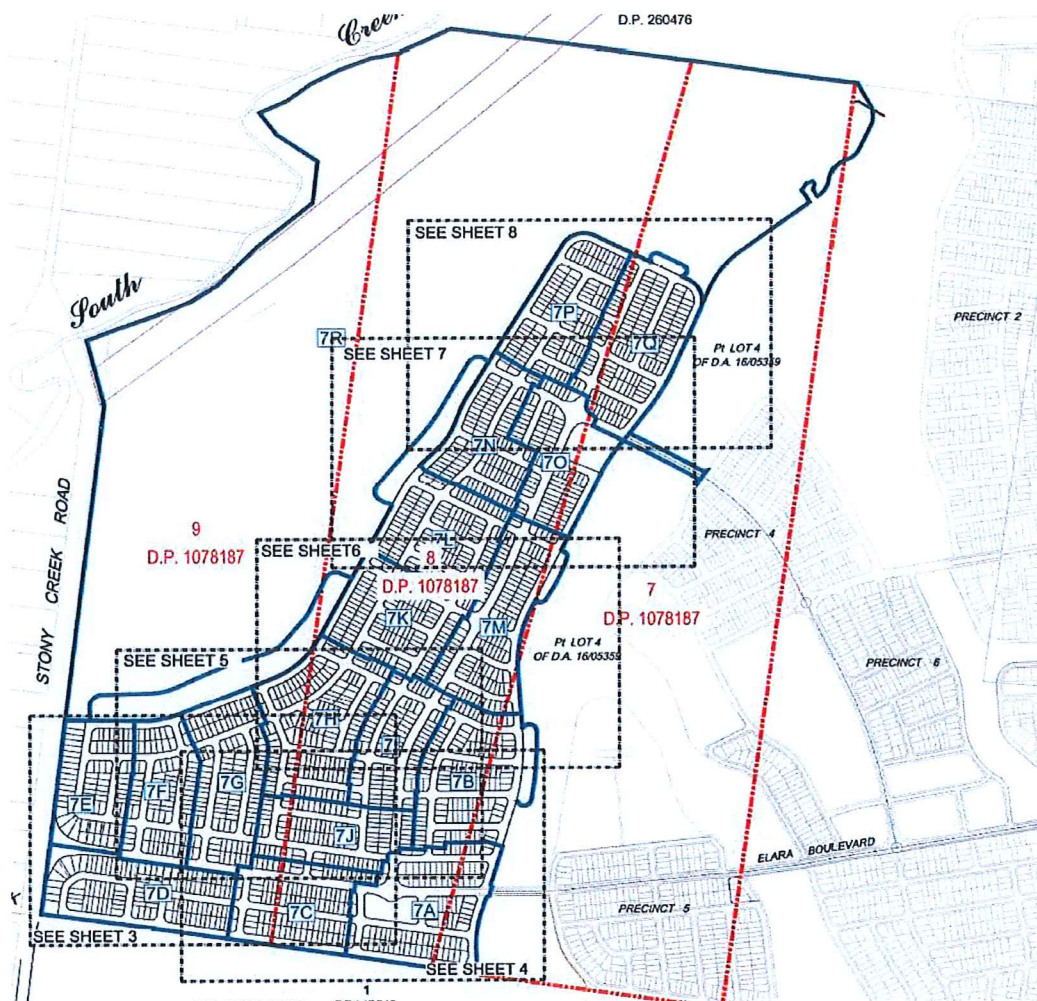 D.P. 260476
Creek
South
SEE SHEET 8
7P
7R
SEE SHEET 7
7Q
Pt. LOT 4
OF D.A. 16/05359
PRECINCT 2
7N
7O
STONY CREEK ROAD
9
D.P. 1078187
SEE SHEET6
7L
8
D.P. 1078187
PRECINCT 4
7
D.P. 1078187
7K
7M
Pt. LOT 4
OF D.A. 16/05359
PRECINCT 6
SEE SHEET 5
7H
7I
7E
7F
7G
7B
7J
ELARA BOULEVARD
7D
7C
7A
PRECINCT 5
SEE SHEET 3
SEE SHEET 4
1